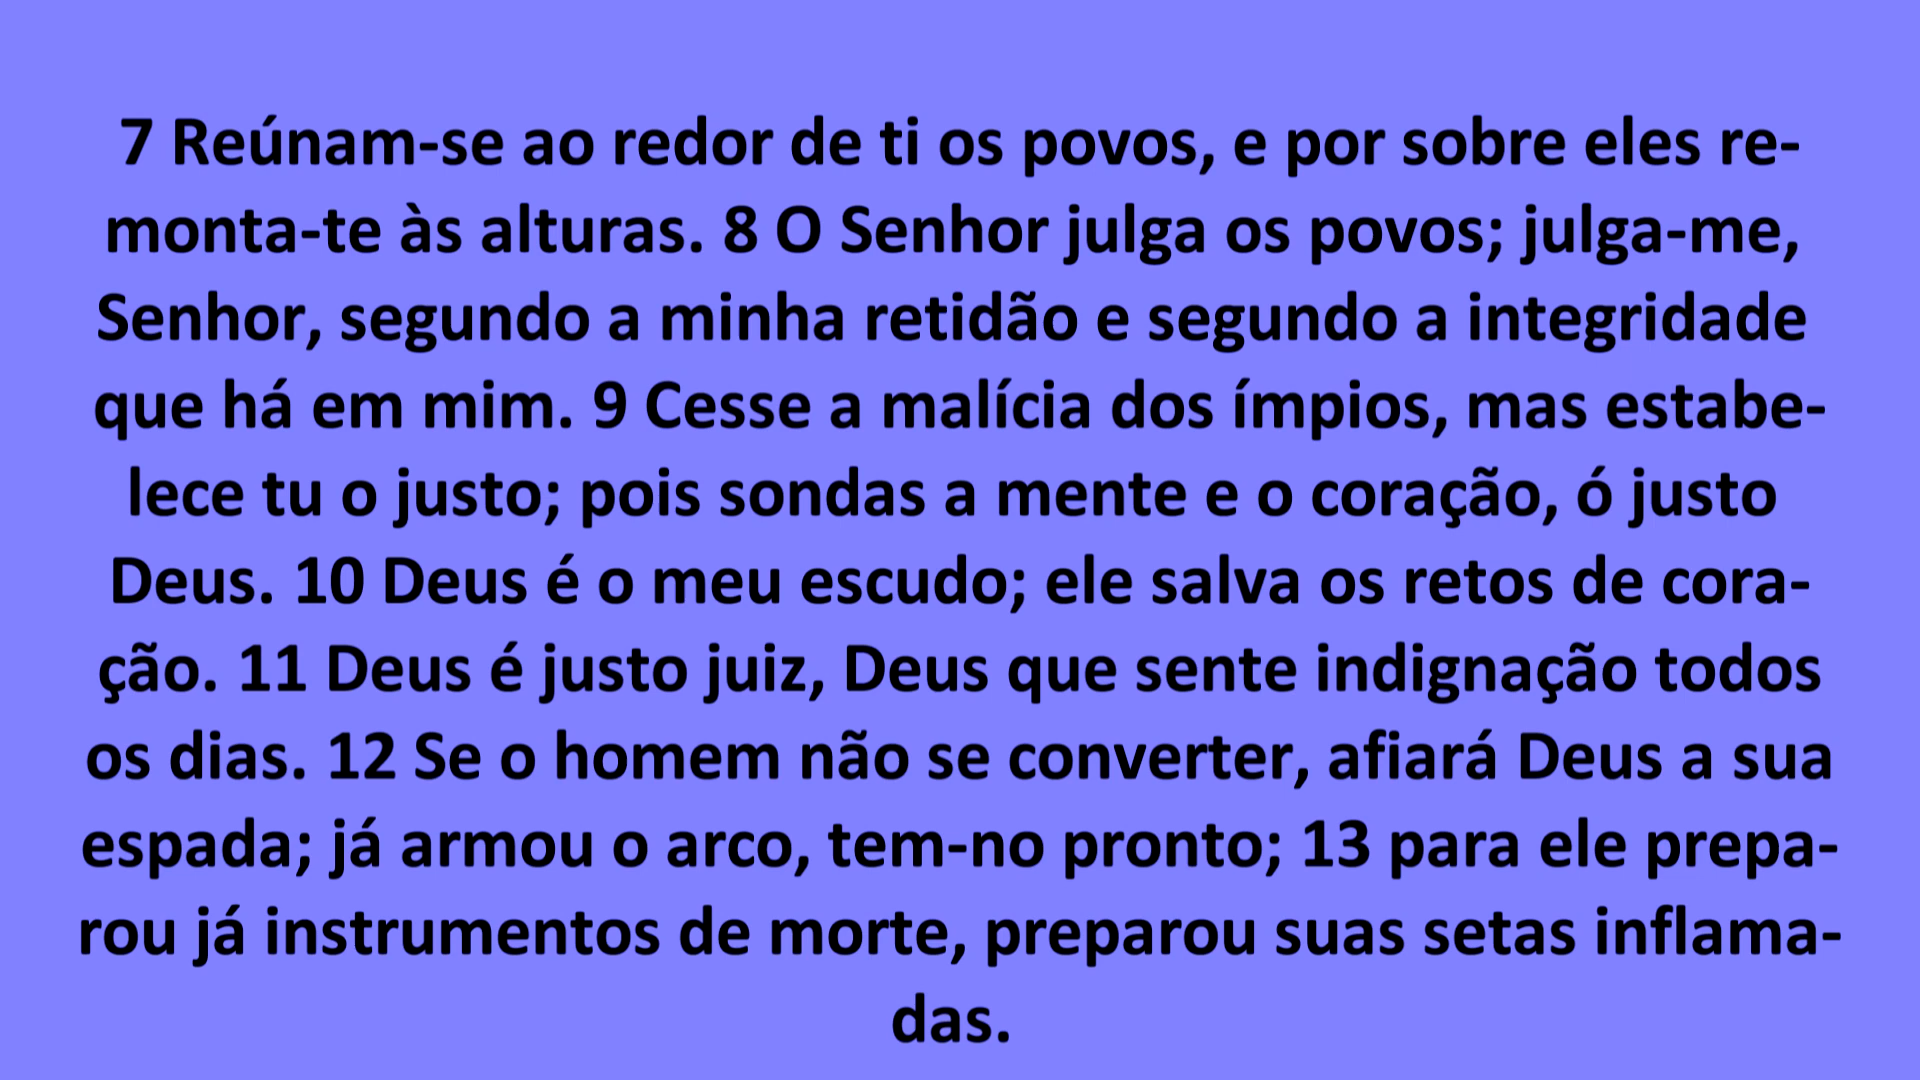 7 Reúnam-se ao redor de ti os povos, e por sobre eles re-
monta-te às alturas. 8 O Senhor julga os povos; julga-me,
Senhor, segundo a minha retidão e segundo a integridade
que há em mim. 9 Cesse a malícia dos ímpios, mas estabe-
lece tu o justo; pois sondas a mente e o coração, ó justo
Deus. 10 Deus é o meu escudo; ele salva os retos de cora-
ção. 11 Deus é justo juiz, Deus que sente indignação todos
os dias. 12 Se o homem não se converter, afiará Deus a sua
espada; já armou o arco, tem-no pronto; 13 para ele prepa-
rou já instrumentos de morte, preparou suas setas inflama-
das.